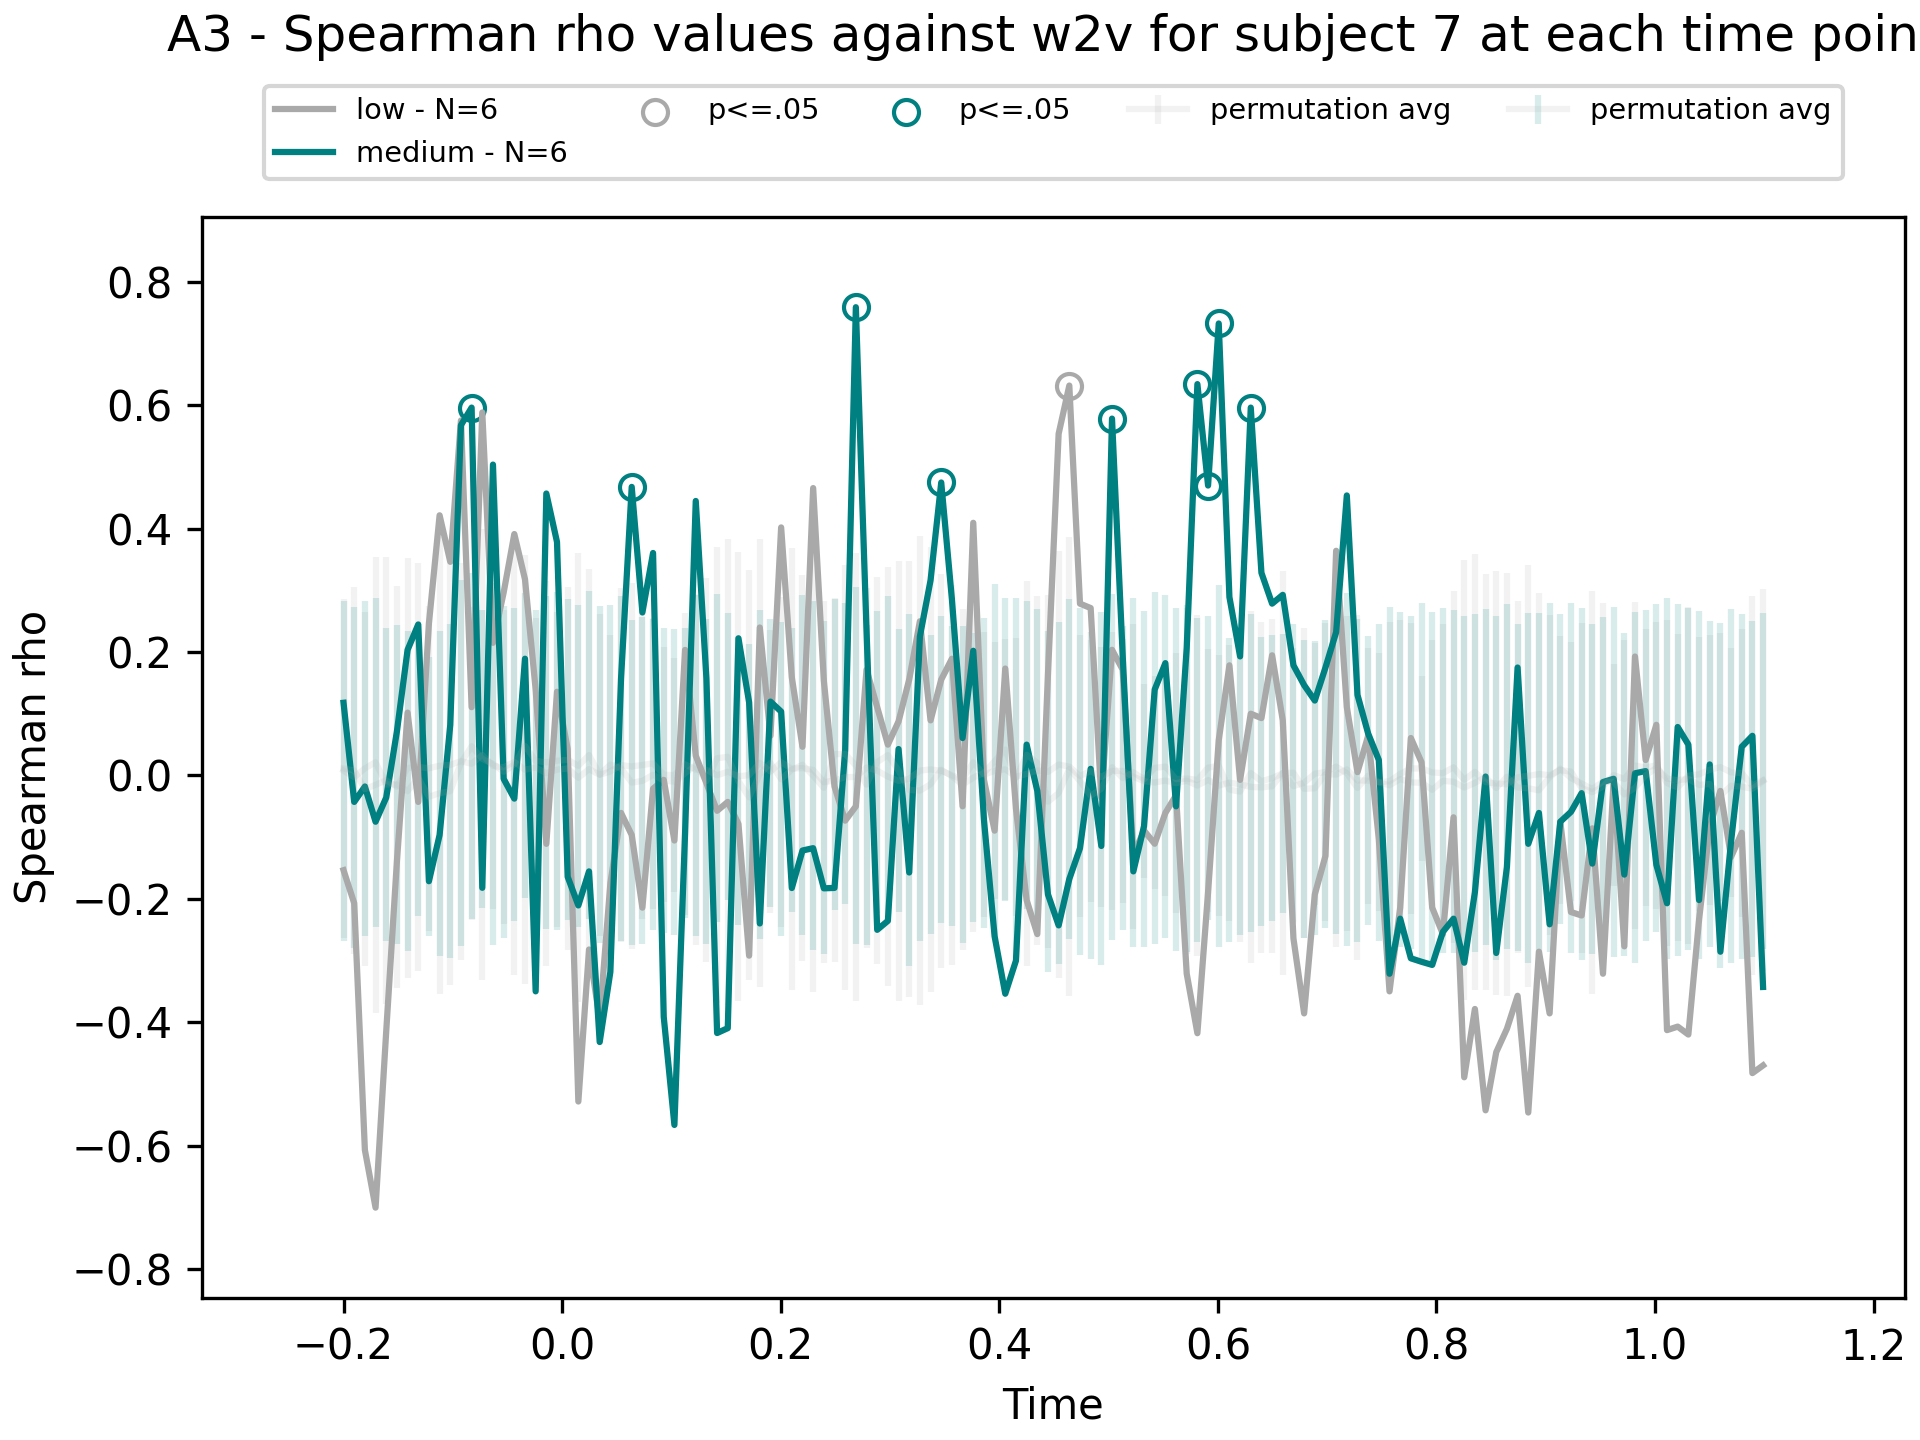 A3 - Spearman rho values against w2v for subject 7 at each time poin
low - N=6
medium - N=6
p<=.05
p<=.05
permutation avg
permutation avg
Spearman rho
0.8
0.6
0.4
0.2
0.0
−0.2
−0.4
−0.6
−0.8
−0.2 0.0 0.2 0.4 0.6 0.8 1.0 1.2
Time